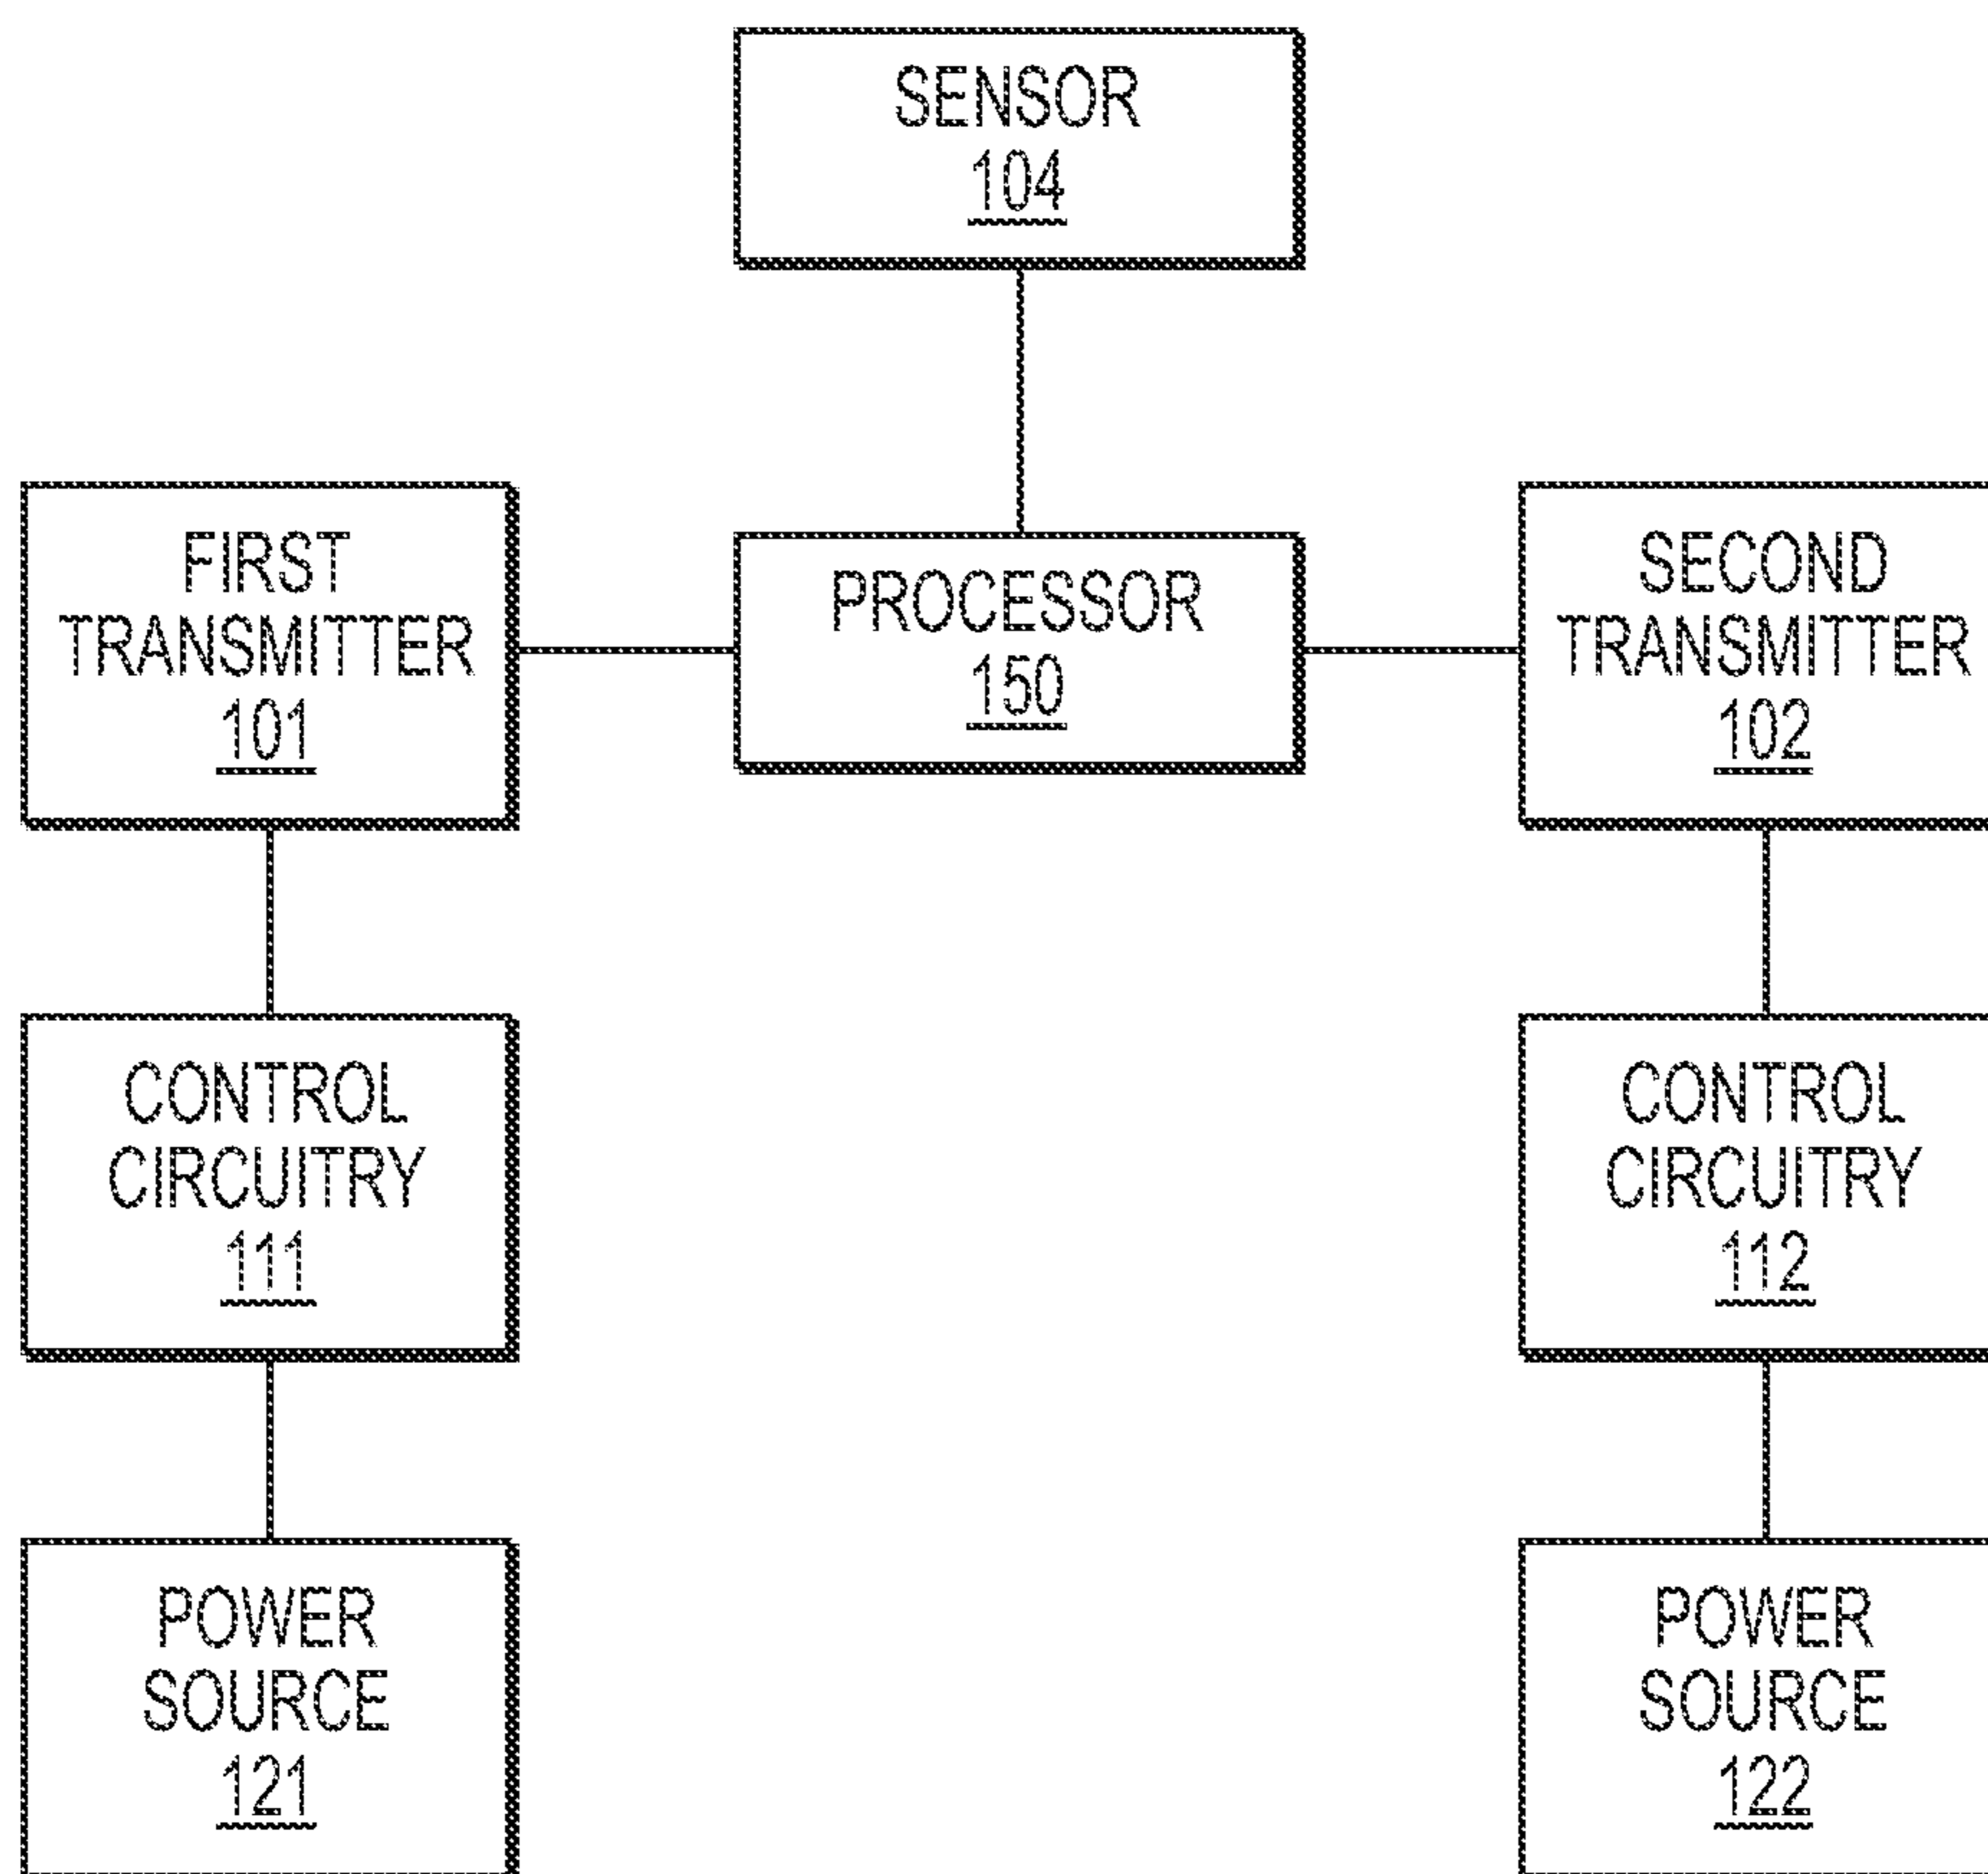 SENSOR
104
FIRST
TRANSMITTER
101
PROCESSOR
150
SECOND
TRANSMITTER
102
CONTROL
CIRCUITRY
111
CONTROL
CIRCUITRY
112
POWER
SOURCE
121
POWER
SOURCE
122